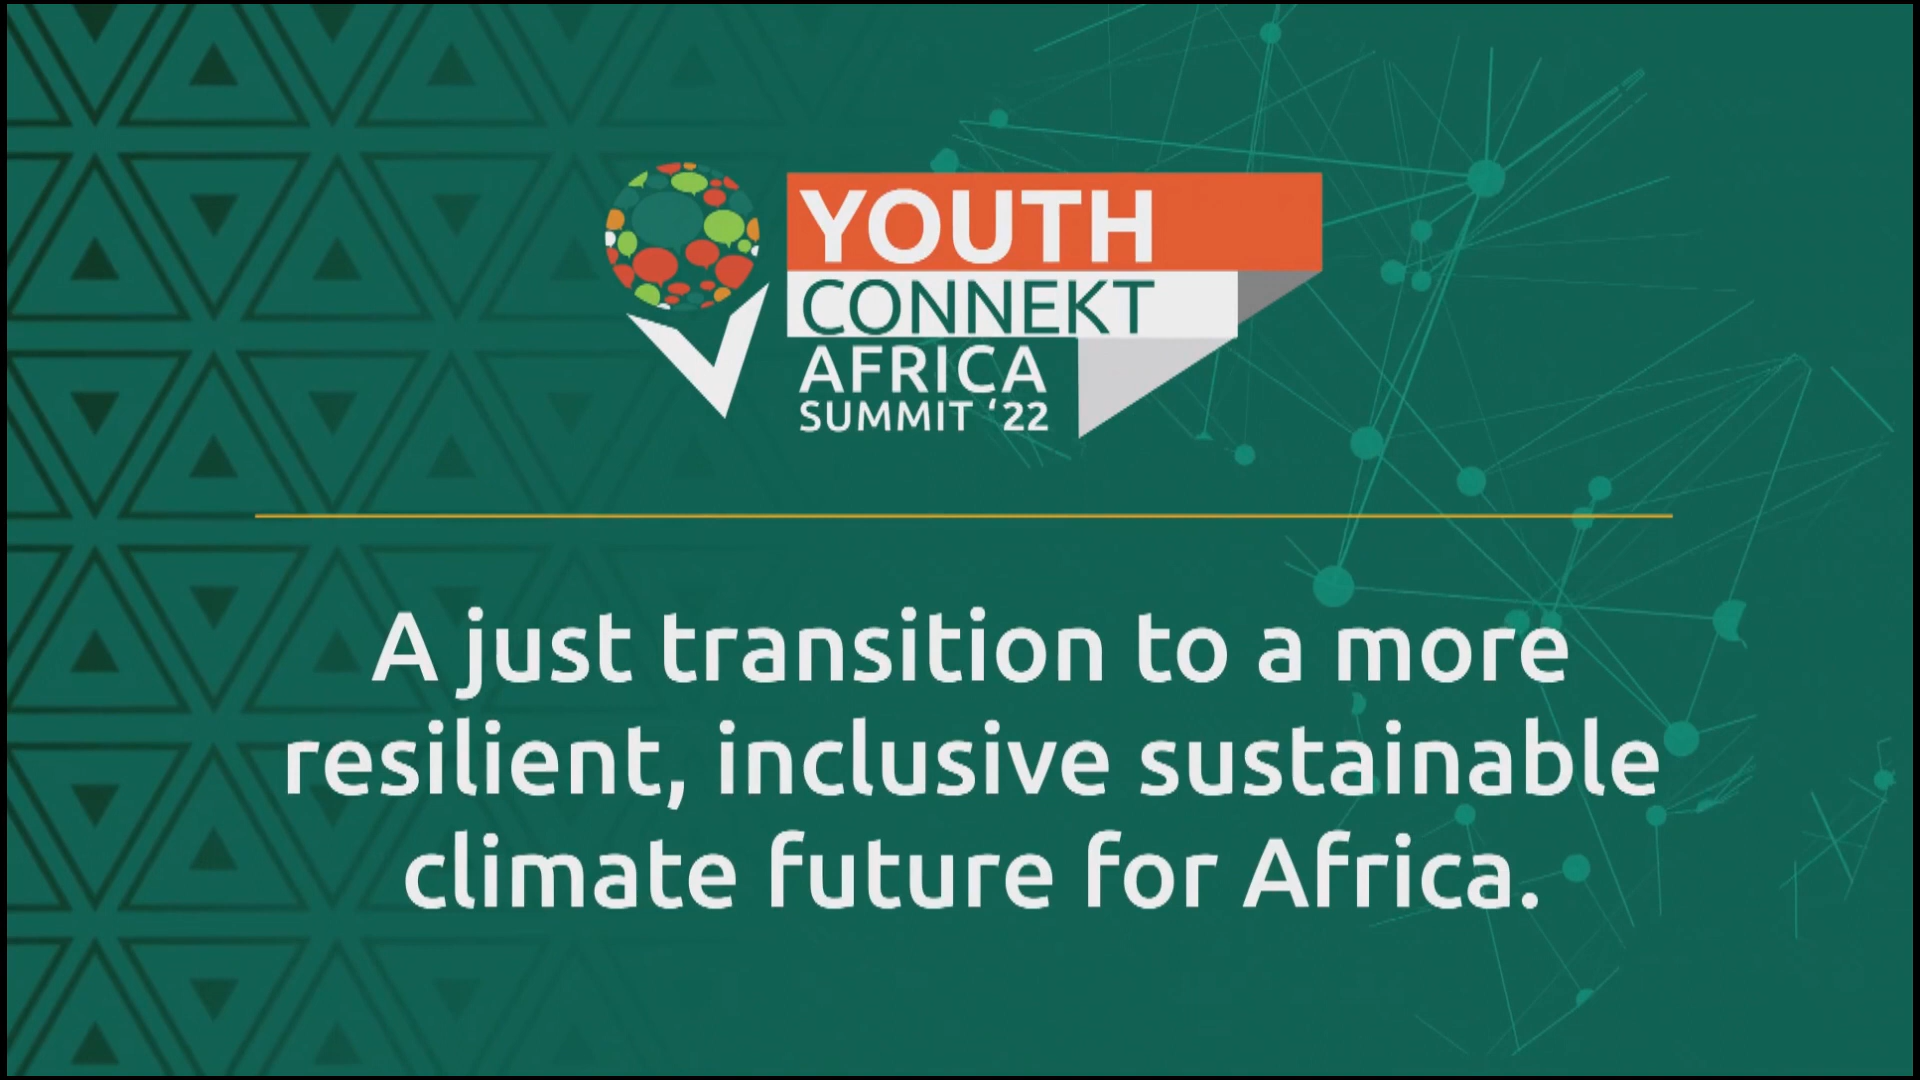 YOUTH
CONNEKT
AFRICA
SUMMIT ‘22
A just transition to a more
resilient, inclusive sustainable
climate future for Africa.